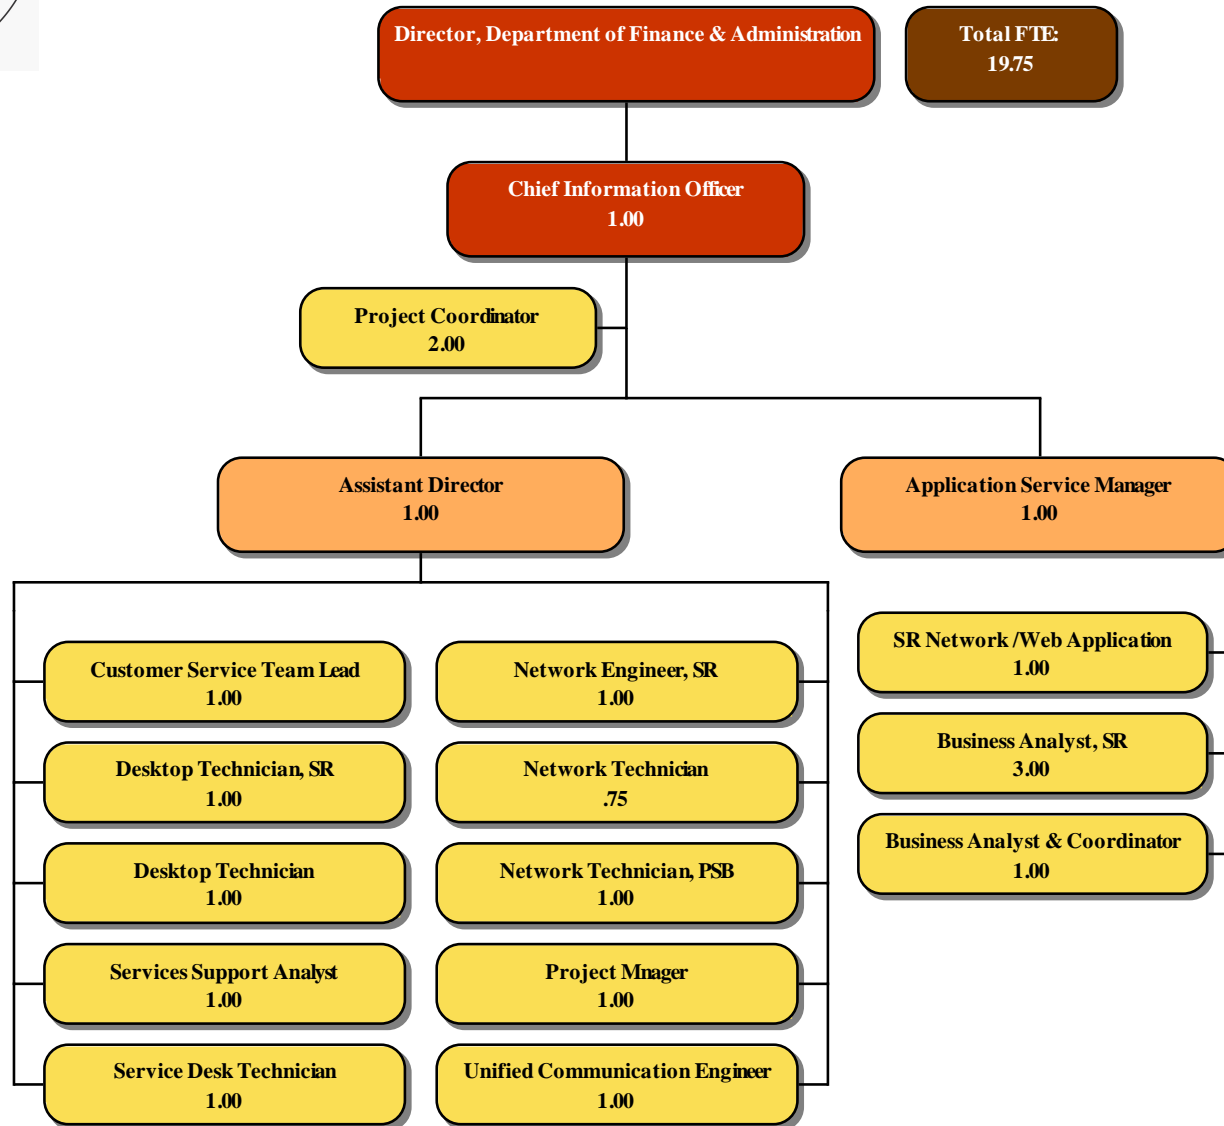 Director, Department of Finance & Administration
Total FTE:
19.75
Chief Information Officer
1.00
Project Coordinator
2.00
Assistant Director
1.00
Application Service Manager
1.00
Customer Service Team Lead
1.00
Desktop Technician, SR
1.00
Desktop Technician
1.00
Services Support Analyst
1.00
Service Desk Technician
1.00
Network Engineer, SR
1.00
Network Technician
.75
Network Technician, PSB
1.00
Project Mnager
1.00
Unified Communication Engineer
1.00
SR Network /Web Application
1.00
Business Analyst, SR
3.00
Business Analyst & Coordinator
1.00